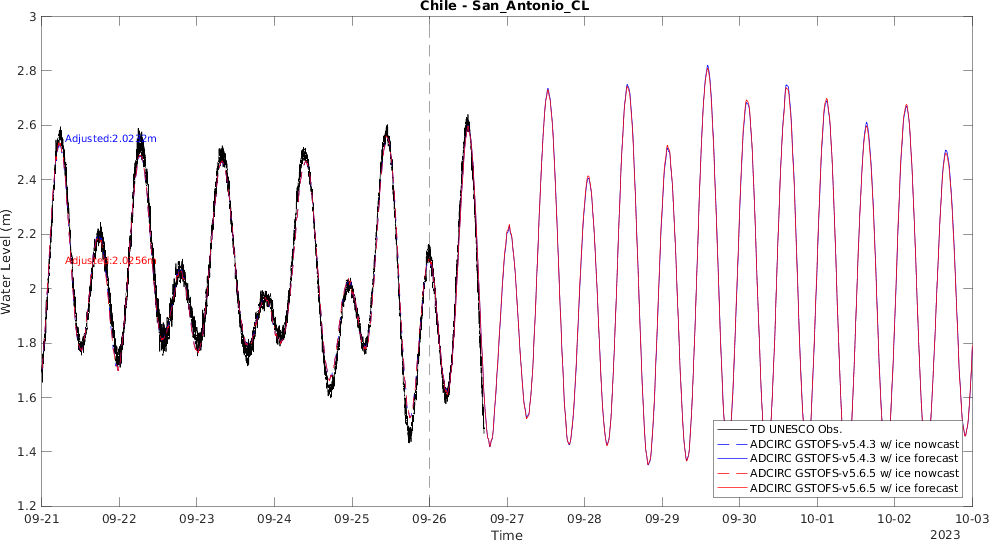 Chile - San_Antonio_CL
3
2.8
2.6
2.4
2.2
2
1.8
1.6
1.4
1.2
Water Level (m)
Adjusted:2.0256m
09-21
09-22
09-23
09-24
09-25
09-26
09-27
09-28
09-29
09-30
10-01
10-02
10-03
Time
2023
TD UNESCO Obs.
ADCIRC GSTOFS-v5.4.3 w/ ice nowcast
ADCIRC GSTOFS-v5.4.3 w/ ice forecast
ADCIRC GSTOFS-v5.6.5 w/ ice nowcast
ADCIRC GSTOFS-v5.6.5 w/ ice forecast